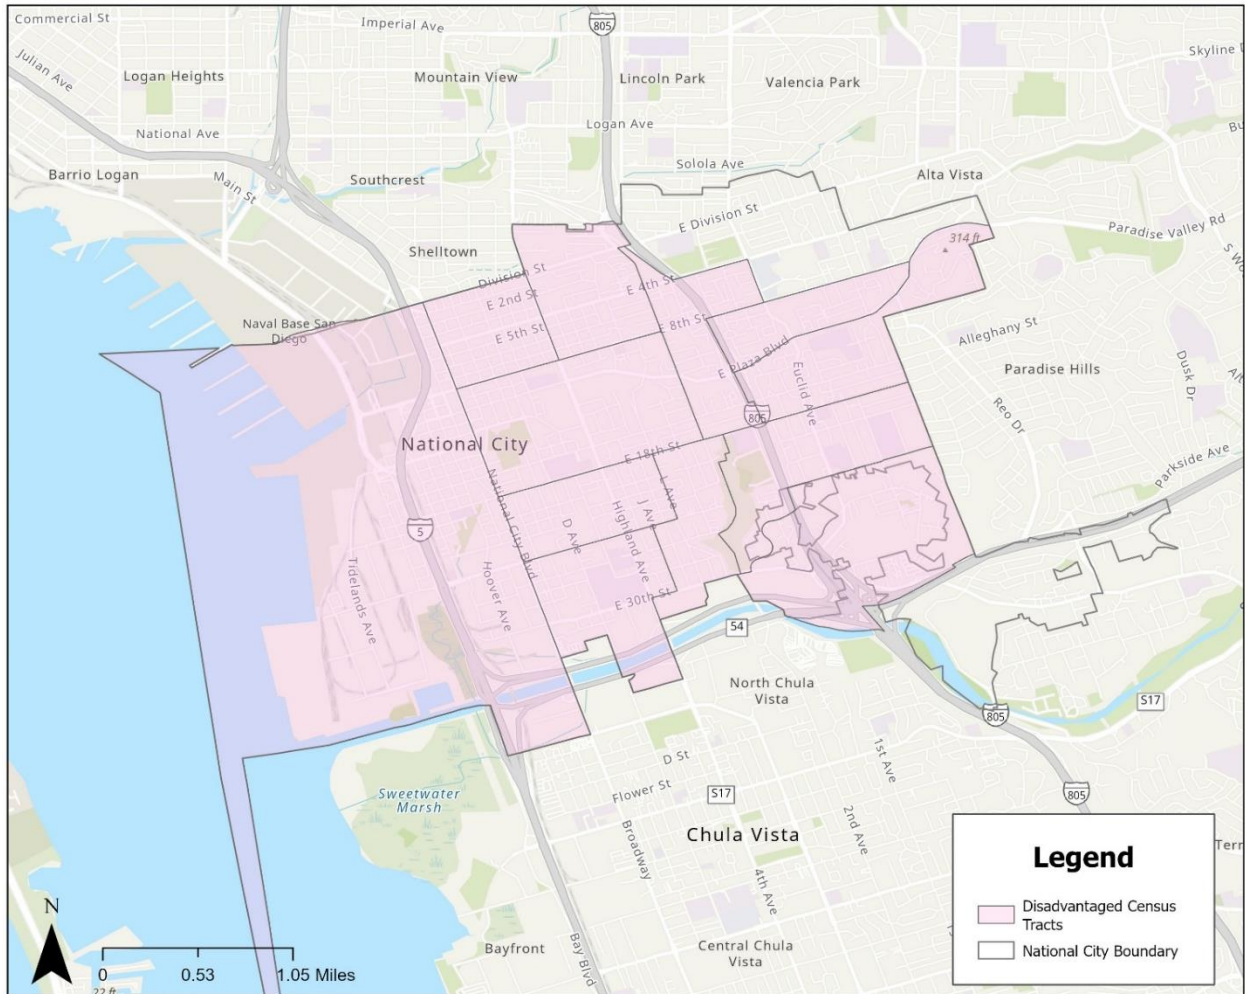 Commercial St
Imperial Ave
805
Skyline D
Julian Ave
Logan Heights
Mountain View
Lincoln Park
Valencia Park
National Ave
Logan Ave
Bu
Barrio Logan
Main St
Southcrest
Solola Ave
Alta Vista
E Division St
Paradise Valley Rd
Shelltown
314 ft
S Wo
Division St
E 2nd St
E 4th St
E 5th St
E 8th St
Naval Base San
Diego
Alleghany St
E Plaza Blvd
Euclid Ave
Paradise Hills
Dusk Dr
Alt
Reo Dr
805
National City
E 18th St
Parkside Ave
National City Blvd
L Ave
J Ave
Highland Ave
D Ave
5
Hoover Ave
Tidelands Ave
E 30th St
54
North Chula
Vista
S17
805
1st Ave
D St
Flower St
S17
Sweetwater
Marsh
805
Broadway
Chula Vista
2nd Ave
4th Ave
Terr
Legend
Disadvantaged Census
Tracts
National City Boundary
N
0
0.53
1.05 Miles
Bayfront
Bay Blvd
Central Chula
Vista
22 ft